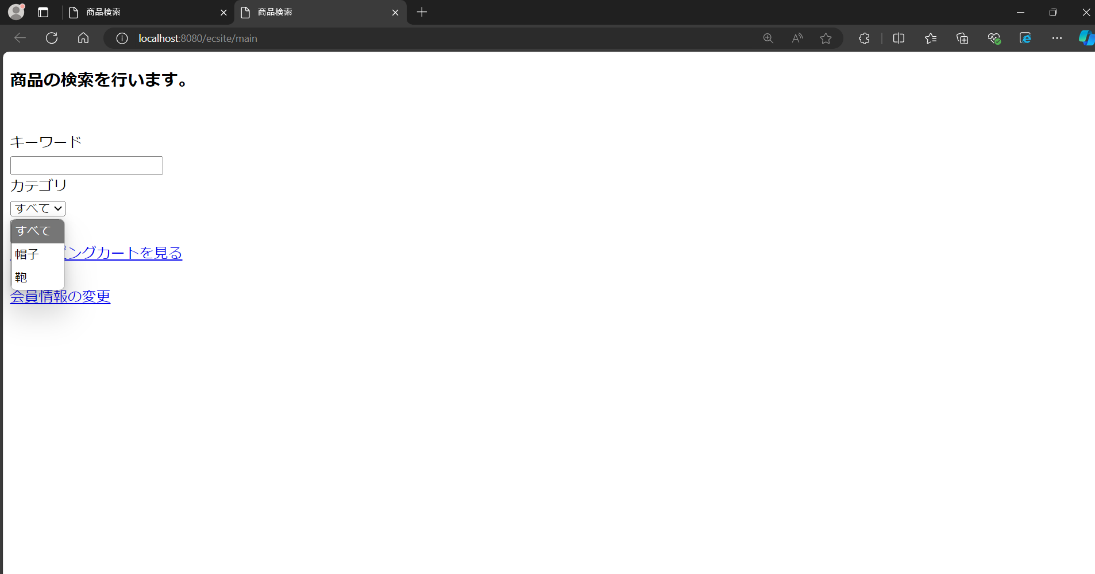 商品検索
商品検索
localhost:8080/ecsite/main
商品の検索を行います。
キーワード
カテゴリ
すべて
すべて
帽子
鞄
ングカートを見る
会員情報の変更